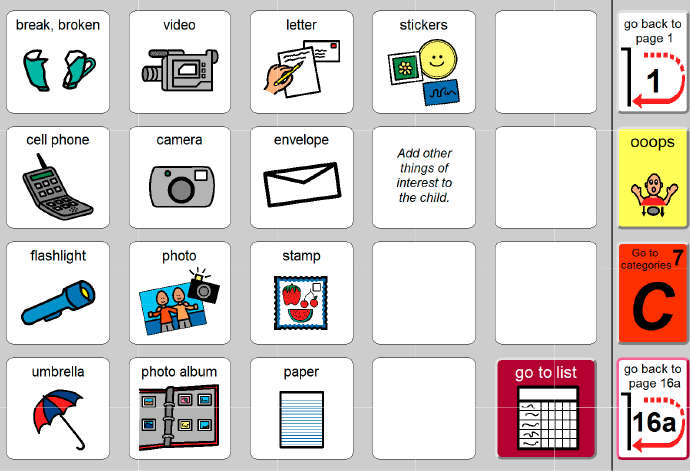 break, broken
video
letter
stickers
go back to
page 1
1
cell phone
camera
envelope
Add other
things of
interest to
the child.
ooops
flashlight
photo
stamp
Go to
categories 7
C
umbrella
photo album
paper
go to list
go back to
page 16a
16a